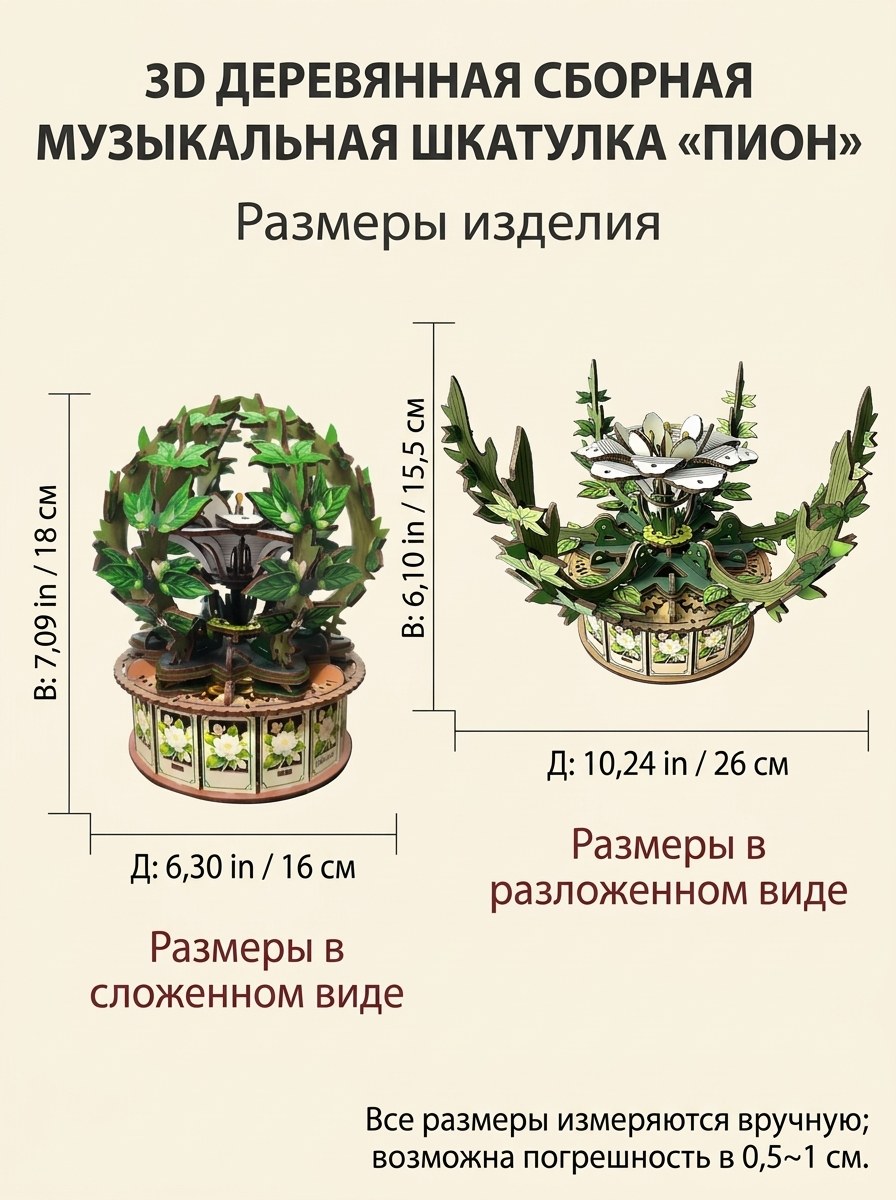 3D ДЕРЕВЯННАЯ СБОРНАЯ
МУЗЫКАЛЬНАЯ ШКАТУЛКА «ПИОН»
Размеры изделия
В: 7,09 in / 18 см
Д: 6,30 in / 16 см
Размеры в
сложенном виде
В: 6,10 in / 15,5 см
Д: 10,24 in / 26 см
Размеры в
разложенном виде
Все размеры измеряются вручную;
возможна погрешность в 0,5~1 см.